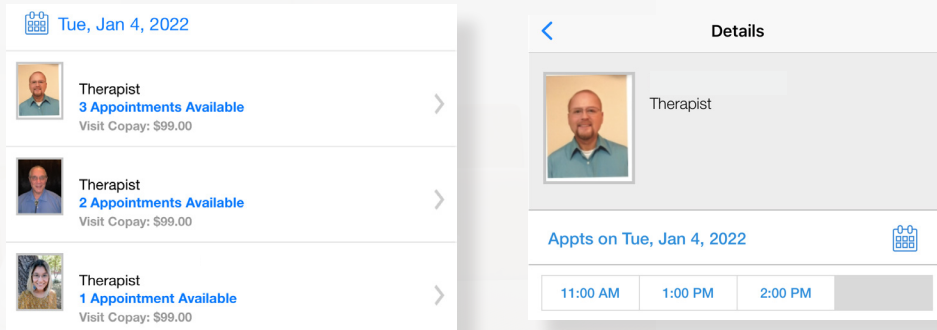 Tue, Jan 4, 2022
Therapist
3 Appointments Available
Visit Copay: $99.00
Therapist
2 Appointments Available
Visit Copay: $99.00
Therapist
1 Appointment Available
Visit Copay: $99.00
Details
Therapist
Appts on Tue, Jan 4, 2022
11:00 AM 1:00 PM 2:00 PM